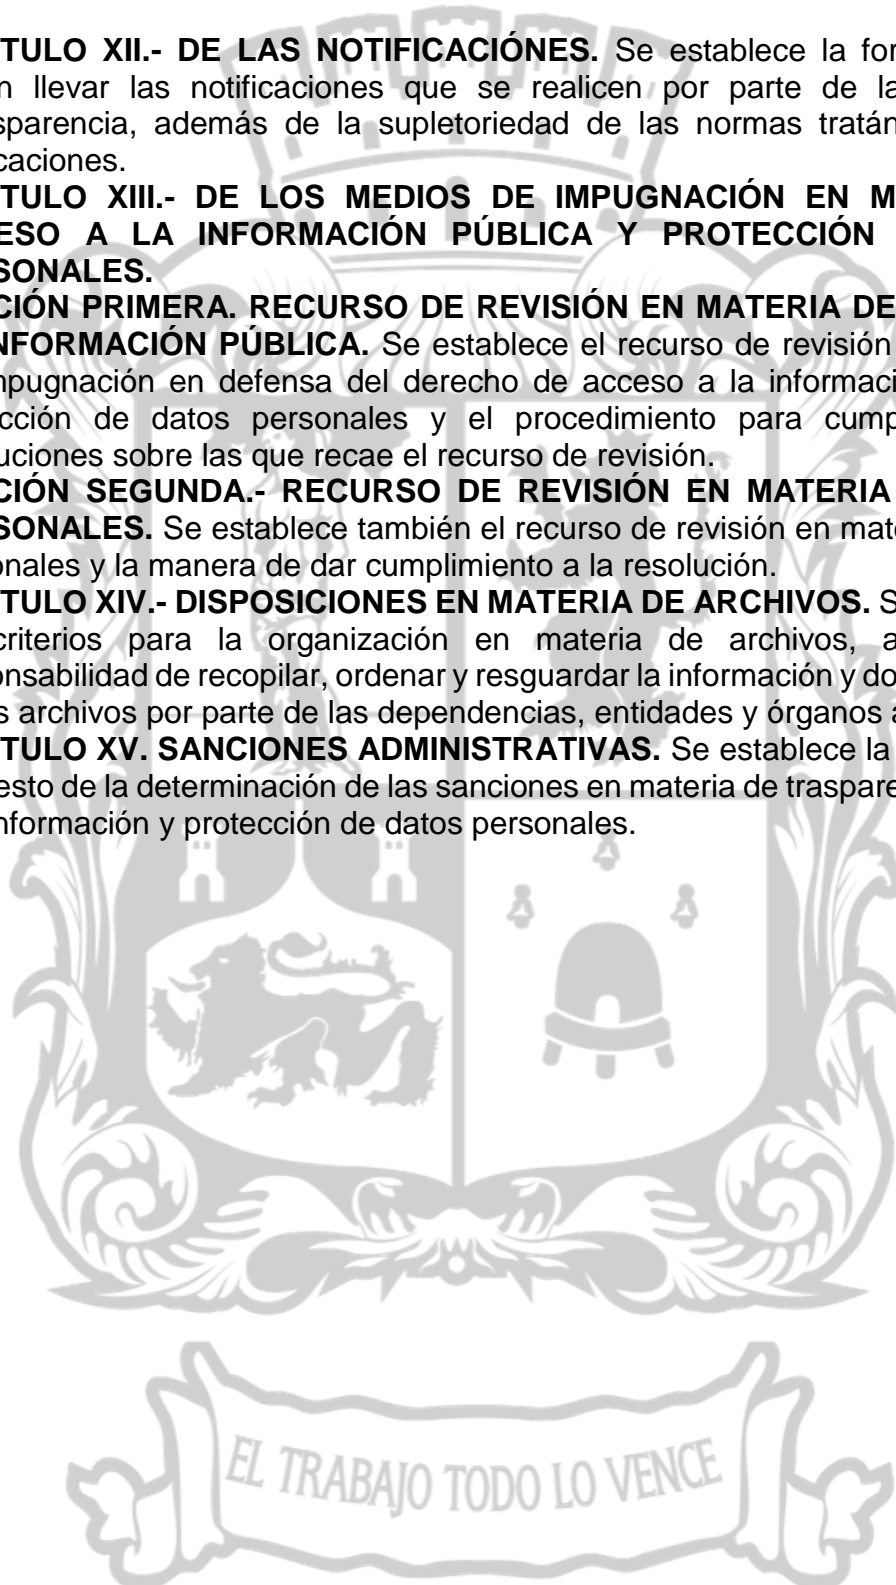 TULO XII.- DE LAS NOTIFICACIÓNES. Se establece la for
n llevar las notificaciones que se realicen por parte de la
sparencia, además de la supletoriedad de las normas tratán
caciones.
TULO XIII.- DE LOS MEDIOS DE IMPUGNACIÓN EN M
ESO A LA INFORMACIÓN PÚBLICA Y PROTECCIÓN
SONALES.
CIÓN PRIMERA. RECURSO DE REVISIÓN EN MATERIA DE
NFORMACIÓN PÚBLICA. Se establece el recurso de revisión
mpugnación en defensa del derecho de acceso a la informaci
cción de datos personales y el procedimiento para cump
uciones sobre las que recae el recurso de revisión.
CIÓN SEGUNDA.- RECURSO DE REVISIÓN EN MATERIA
SONALES. Se establece también el recurso de revisión en mat
onales y la manera de dar cumplimiento a la resolución.
TULO XIV.- DISPOSICIONES EN MATERIA DE ARCHIVOS. S
criterios para la organización en materia de archivos, a
onsabilidad de recopilar, ordenar y resguardar la información y do
s archivos por parte de las dependencias, entidades y órganos a
TULO XV. SANCIONES ADMINISTRATIVAS. Se establece la
esto de la determinación de las sanciones en materia de traspare
nformación y protección de datos personales.
EL TRABAJO TODO LO VENCE